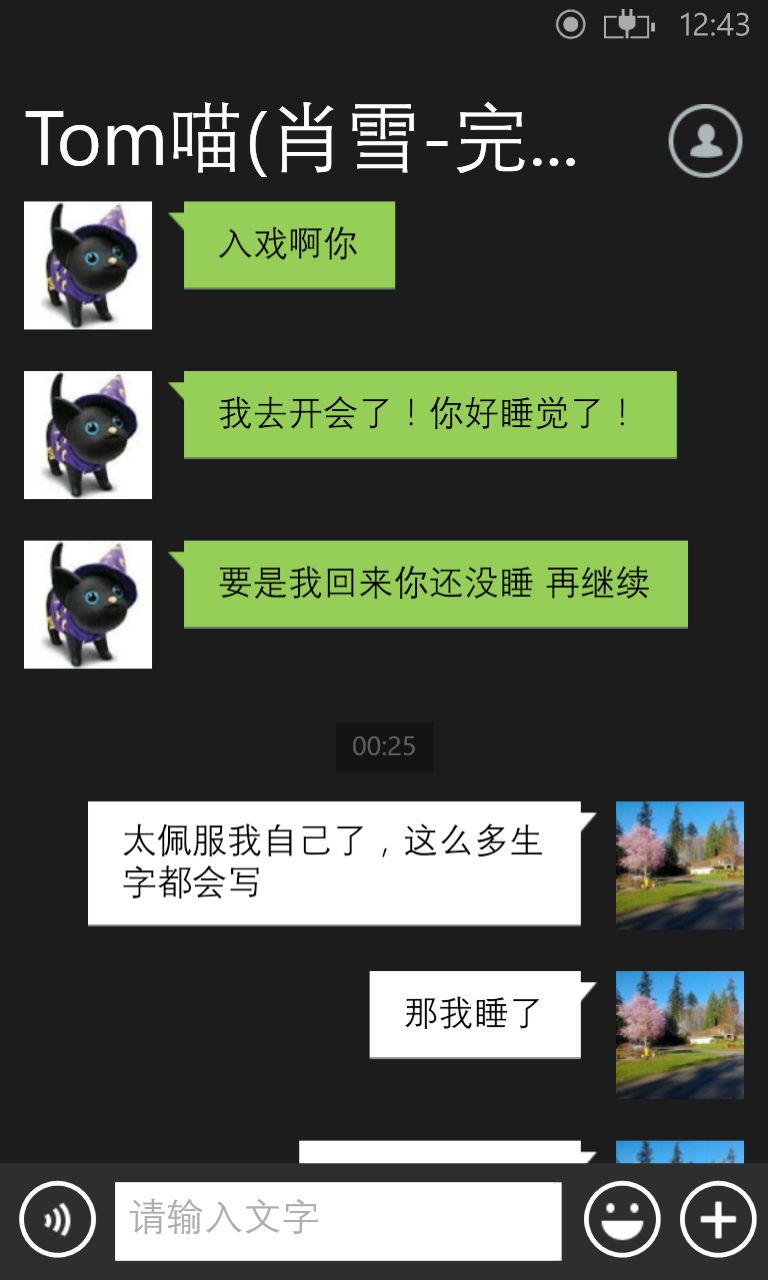 12:43
Tom喵(肖雪-完...
入戏啊你
我去开会了！你好睡觉了！
要是我回来你还没睡 再继续
00:25
太佩服我自己了，这么多生
字都会写
那我睡了
请输入文字